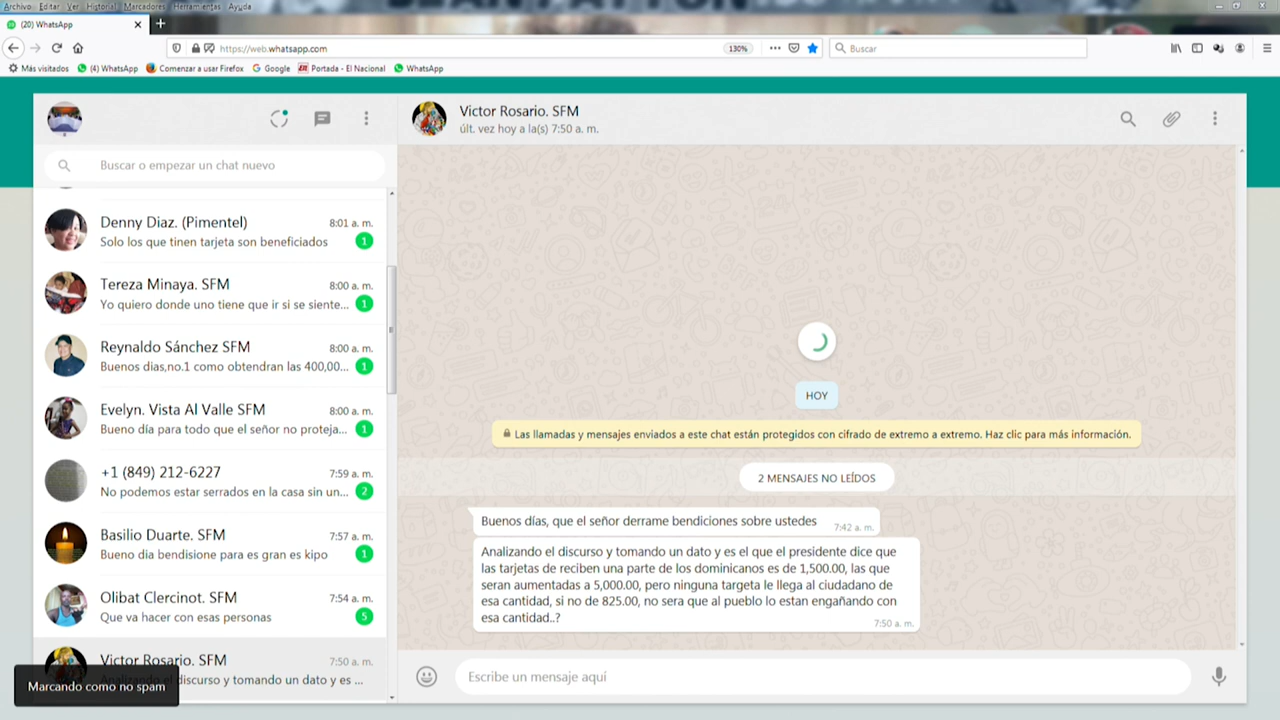 Archivo Editar Ver Historial Marcadores Herramientas Ayuda
(20) WhatsApp
https://web.whatsapp.com
130%
Buscar
Más visitados
(4) WhatsApp
Comenzar a usar Firefox
Google
Portada - El Nacional
WhatsApp
Buscar o empezar un chat nuevo
Denny Diaz. (Pimentel) 8:01 a. m.
Solo los que tinen tarjeta son beneficiados 1
Tereza Minaya. SFM 8:00 a. m.
Yo quiero donde uno tiene que ir si se siente... 1
Reynaldo Sánchez SFM 8:00 a. m.
Buenos dias,no.1 como obtendran las 400,00... 1
Evelyn. Vista Al Valle SFM 8:00 a. m.
Bueno día para todo que el señor no proteja... 1
+1 (849) 212-6227 7:59 a. m.
No podemos estar serrados en la casa sin un... 2
Basilio Duarte. SFM 7:57 a. m.
Bueno dia bendisione para es gran es kipo 1
Olibat Clercinot. SFM 7:54 a. m.
Que va hacer con esas personas 5
Victor Rosario. SFM 7:50 a. m.
discurso y tomando un dato y es ...
Marcando como no spam
Victor Rosario. SFM
últ. vez hoy a la(s) 7:50 a. m.
HOY
Las llamadas y mensajes enviados a este chat están protegidos con cifrado de extremo a extremo. Haz clic para más información.
2 MENSAJES NO LEÍDOS
Buenos días, que el señor derrame bendiciones sobre ustedes 7:42 a. m.
Analizando el discurso y tomando un dato y es el que el presidente dice que
las tarjetas de reciben una parte de los dominicanos es de 1,500.00, las que
seran aumentadas a 5,000.00, pero ninguna targeta le llega al ciudadano de
esa cantidad, si no de 825.00, no sera que al pueblo lo estan engañando con
esa cantidad..?
7:50 a. m.
Escribe un mensaje aquí